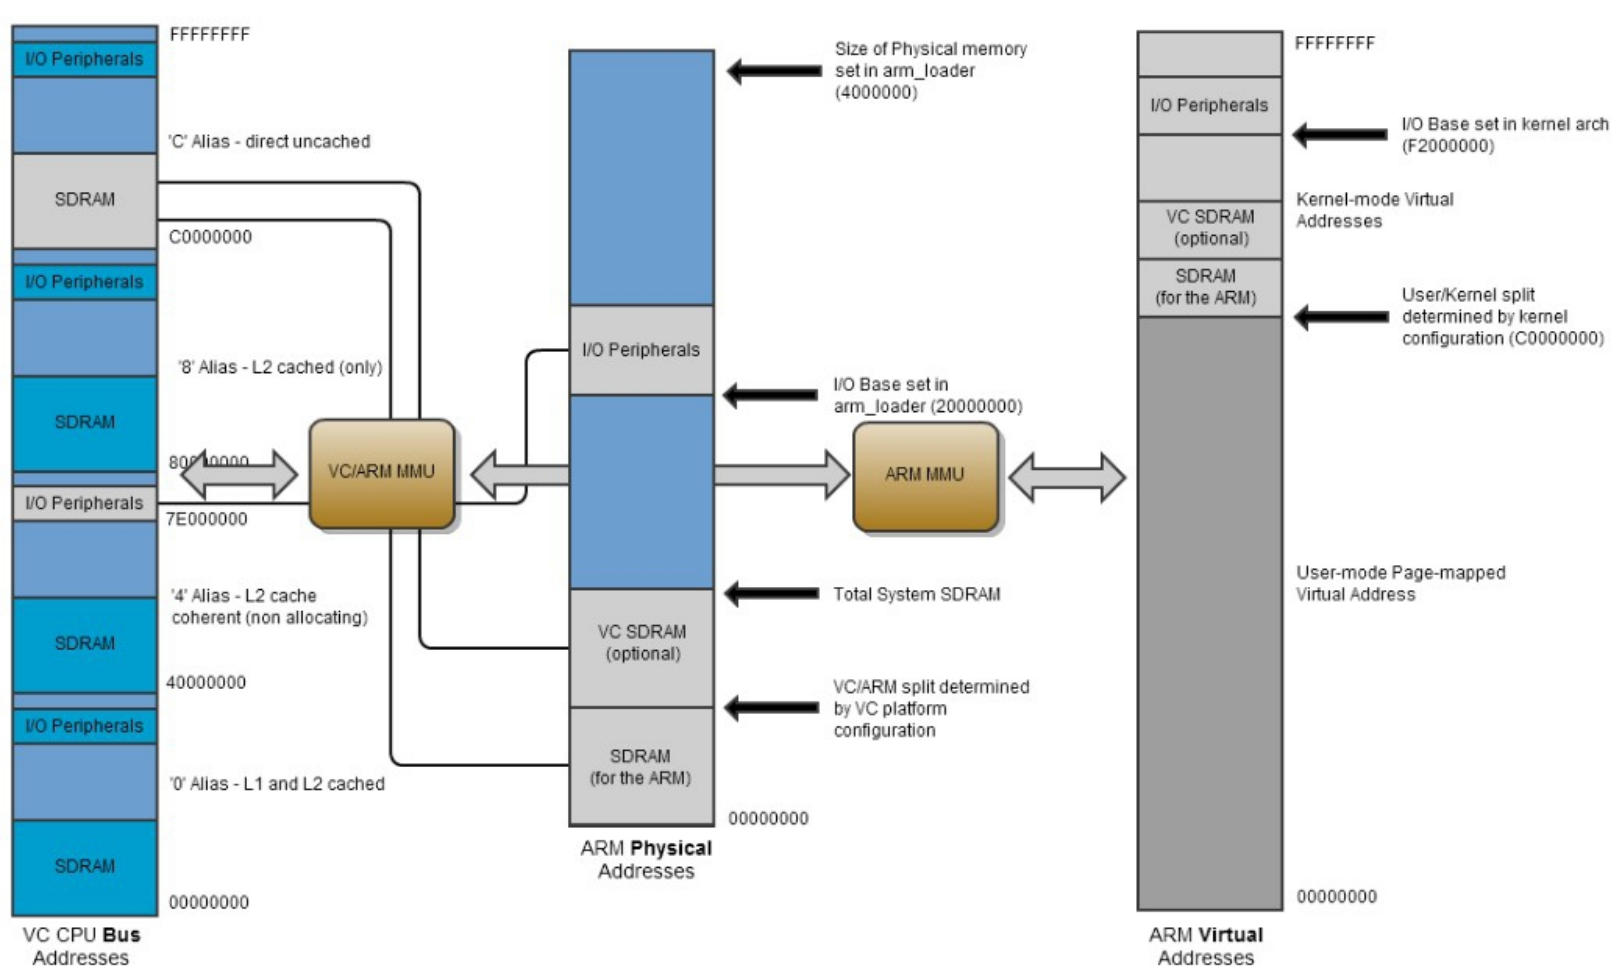 FFFFFFFF
I/O Peripherals
'C' Alias - direct uncached
SDRAM
C0000000
I/O Peripherals
'8' Alias - L2 cached (only)
SDRAM
80000000
I/O Peripherals
7E000000
'4' Alias - L2 cache
coherent (non allocating)
SDRAM
40000000
I/O Peripherals
'0' Alias - L1 and L2 cached
SDRAM
00000000
VC CPU Bus
Addresses
VC/ARM MMU
Size of Physical memory
set in arm_loader
(4000000)
I/O Peripherals
I/O Base set in
arm_loader (20000000)
Total System SDRAM
VC SDRAM
(optional)
VC/ARM split determined
by VC platform
configuration
SDRAM
(for the ARM)
00000000
ARM Physical
Addresses
ARM MMU
FFFFFFFF
I/O Peripherals
I/O Base set in kernel arch
(F2000000)
Kernel-mode Virtual
Addresses
VC SDRAM
(optional)
SDRAM
(for the ARM)
User/Kernel split
determined by kernel
configuration (C0000000)
User-mode Page-mapped
Virtual Address
00000000
ARM Virtual
Addresses